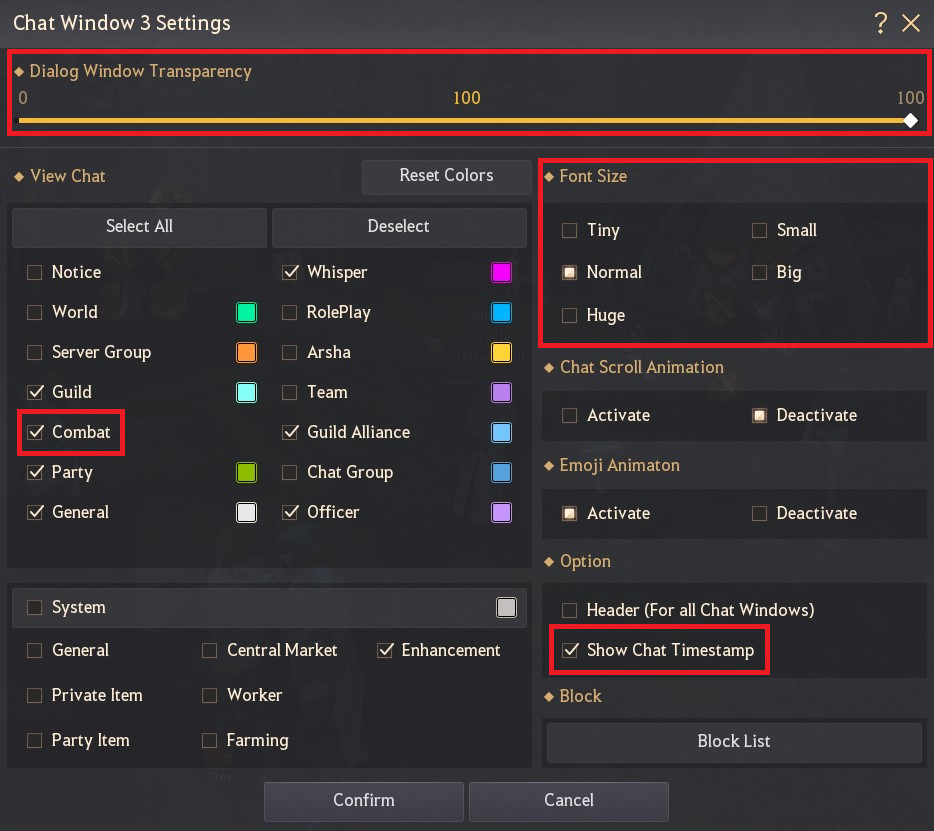 Chat Window 3 Settings ?
Dialog Window Transparency
0 100 100
View Chat
Reset Colors
Select All Deselect
Notice Whisper
World RolePlay
Server Group Arsha
Guild Team
Combat Guild Alliance
Party Chat Group
General Officer
System
General Central Market Enhancement
Private Item Worker
Party Item Farming
Font Size
Tiny Small
Normal Big
Huge
Chat Scroll Animation
Activate Deactivate
Emoji Animaton
Activate Deactivate
Option
Header (For all Chat Windows)
Show Chat Timestamp
Block
Block List
Confirm Cancel